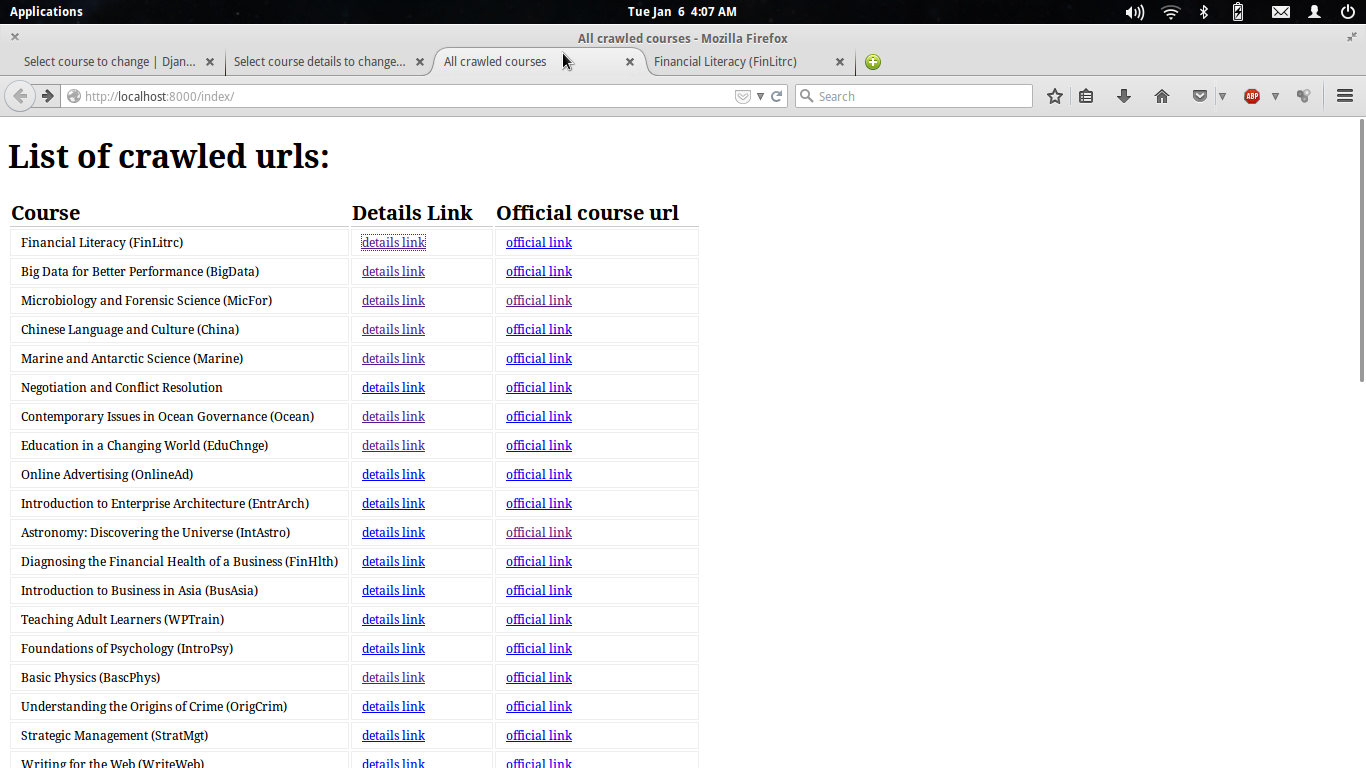 Applications
Tue Jan 6 4:07 AM
All crawled courses - Mozilla Firefox
Select course to change | Djan...
Select course details to change...
All crawled courses
Financial Literacy (FinLitrc)
http://localhost:8000/index/
Search
ABP
List of crawled urls:
Course Details Link Official course url
Financial Literacy (FinLitrc) details link official link
Big Data for Better Performance (BigData) details link official link
Microbiology and Forensic Science (MicFor) details link official link
Chinese Language and Culture (China) details link official link
Marine and Antarctic Science (Marine) details link official link
Negotiation and Conflict Resolution details link official link
Contemporary Issues in Ocean Governance (Ocean) details link official link
Education in a Changing World (EduChnge) details link official link
Online Advertising (OnlineAd) details link official link
Introduction to Enterprise Architecture (EntrArch) details link official link
Astronomy: Discovering the Universe (IntAstro) details link official link
Diagnosing the Financial Health of a Business (FinHlth) details link official link
Introduction to Business in Asia (BusAsia) details link official link
Teaching Adult Learners (WPTrain) details link official link
Foundations of Psychology (IntroPsy) details link official link
Basic Physics (BascPhys) details link official link
Understanding the Origins of Crime (OrigCrim) details link official link
Strategic Management (StratMgt) details link official link
Writing for the Web (WriteWeb) details link official link